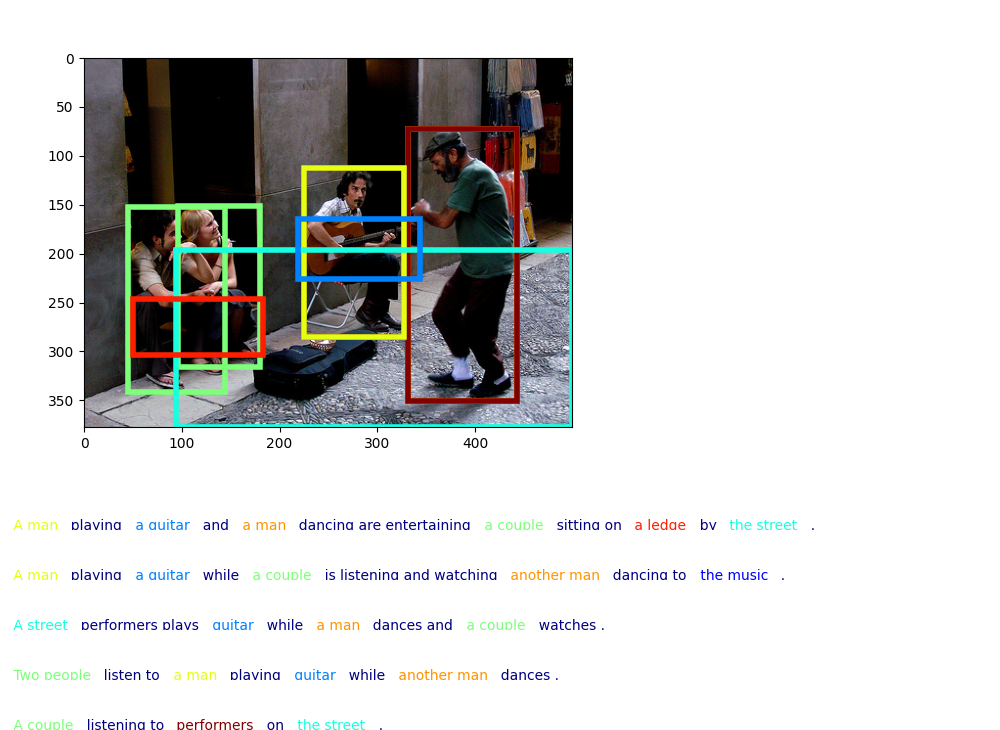 0
50
100
150
200
250
300
350
0 100 200 300 400
A man playing a guitar and a man dancing are entertaining a couple sitting on a ledge by the street .
A man playing a guitar while a couple is listening and watching another man dancing to the music .
A street performers plays guitar while a man dances and a couple watches .
Two people listen to a man playing guitar while another man dances .
A couple listening to performers on the street .